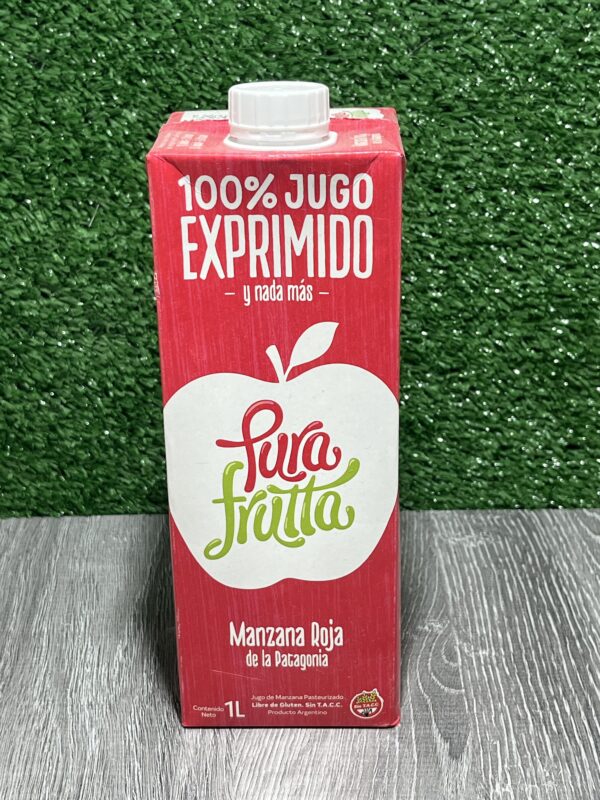 100% JUGO
EXPRIMIDO
– y nada más –
Pura
frutta
Manzana Roja
de la Patagonia
Contenido
Neto
1L
Jugo de Manzana Pasteurizado
Libre de Gluten. Sin T.A.C.C.
Producto Argentino
Sin T.A.C.C.